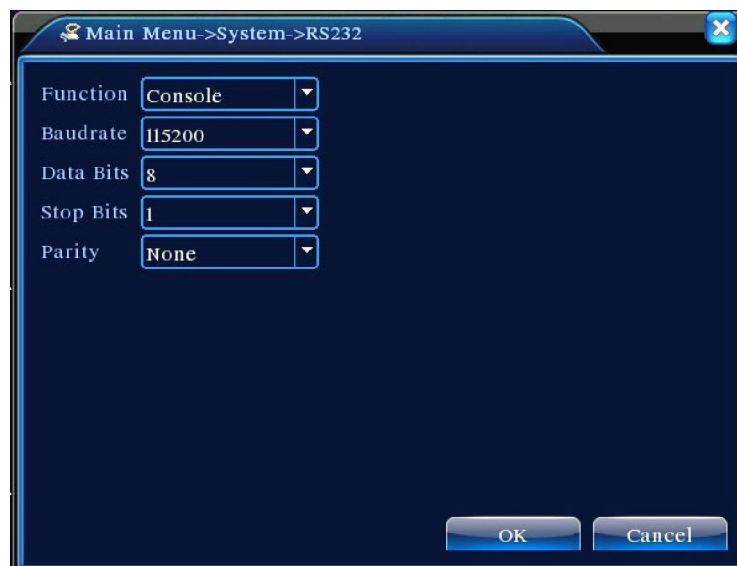 Main Menu->System->RS232
Function Console
Baudrate 115200
Data Bits 8
Stop Bits 1
Parity None
OK Cancel